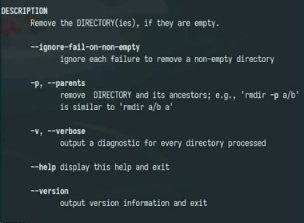 DESCRIPTION
Remove the DIRECTORY(ies), if they are empty.
--ignore-fail-on-non-empty
ignore each failure to remove a non-empty directory
-p, --parents
remove DIRECTORY and its ancestors; e.g., 'rmdir -p a/b'
is similar to 'rmdir a/b a'
-v, --verbose
output a diagnostic for every directory processed
--help display this help and exit
--version
output version information and exit